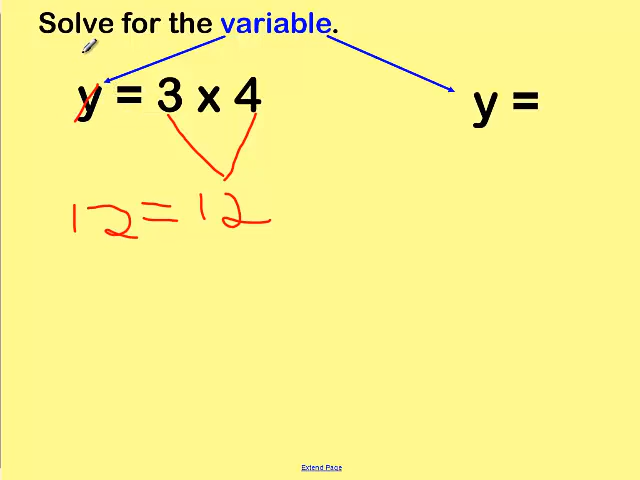 Solve for the variable.
y = 3 x 4
y =
12 = 12
Extend Page